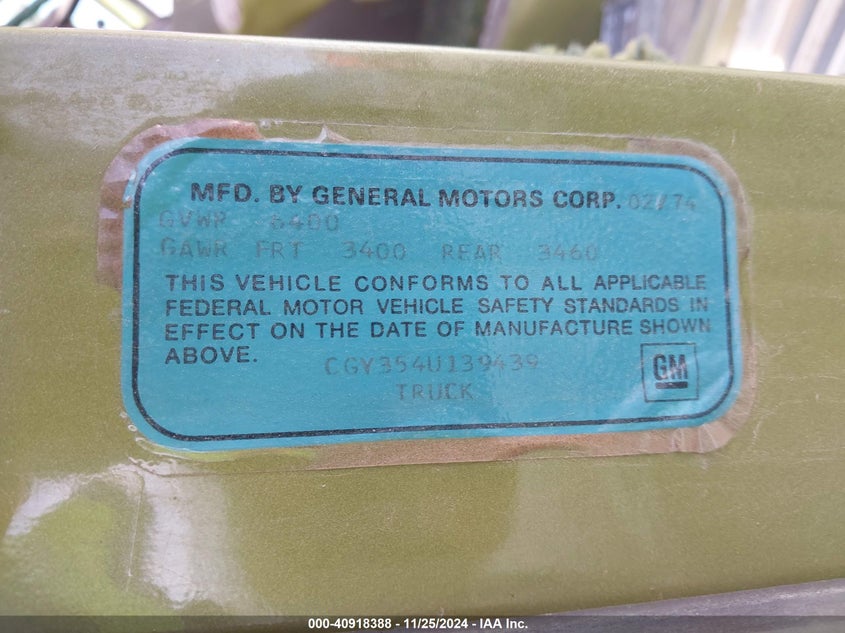 MFD. BY GENERAL MOTORS CORP. 02/74
GVWR 6400
GAWR FRT 3400 REAR 3460
THIS VEHICLE CONFORMS TO ALL APPLICABLE
FEDERAL MOTOR VEHICLE SAFETY STANDARDS IN
EFFECT ON THE DATE OF MANUFACTURE SHOWN
ABOVE.
CGY354U139439
GM
TRUCK
000-40918388 - 11/25/2024 - IAA Inc.